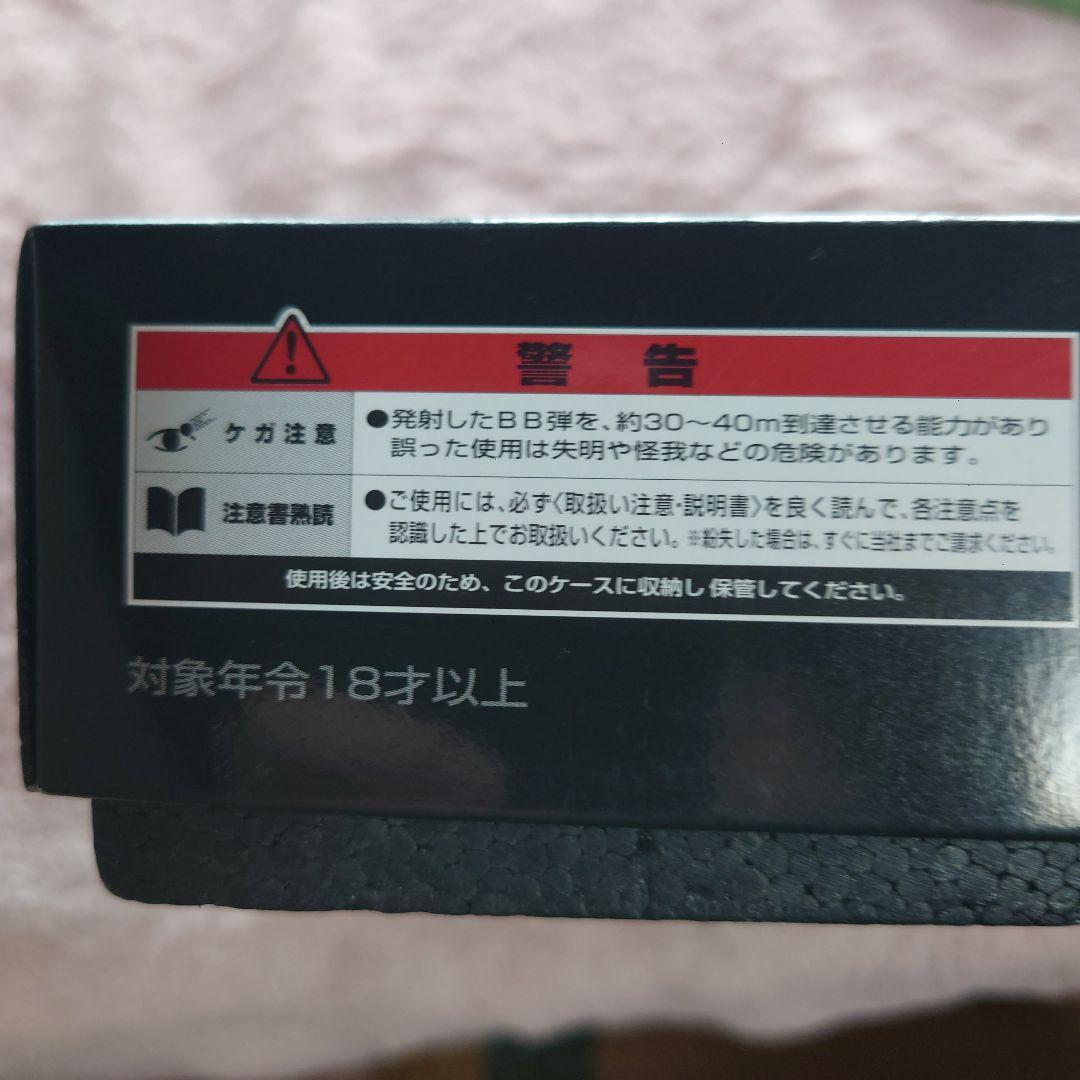 警告
ケガ注意
●発射したBB弾を、約30〜40m到達させる能力があり
誤った使用は失明や怪我などの危険があります。
注意書熟読
●ご使用には、必ず〈取扱い注意・説明書〉を良く読んで、各注意点を
認識した上でお取扱いください。※紛失した場合は、すぐに当社までご請求ください。
使用後は安全のため、このケースに収納し保管してください。
対象年令18才以上